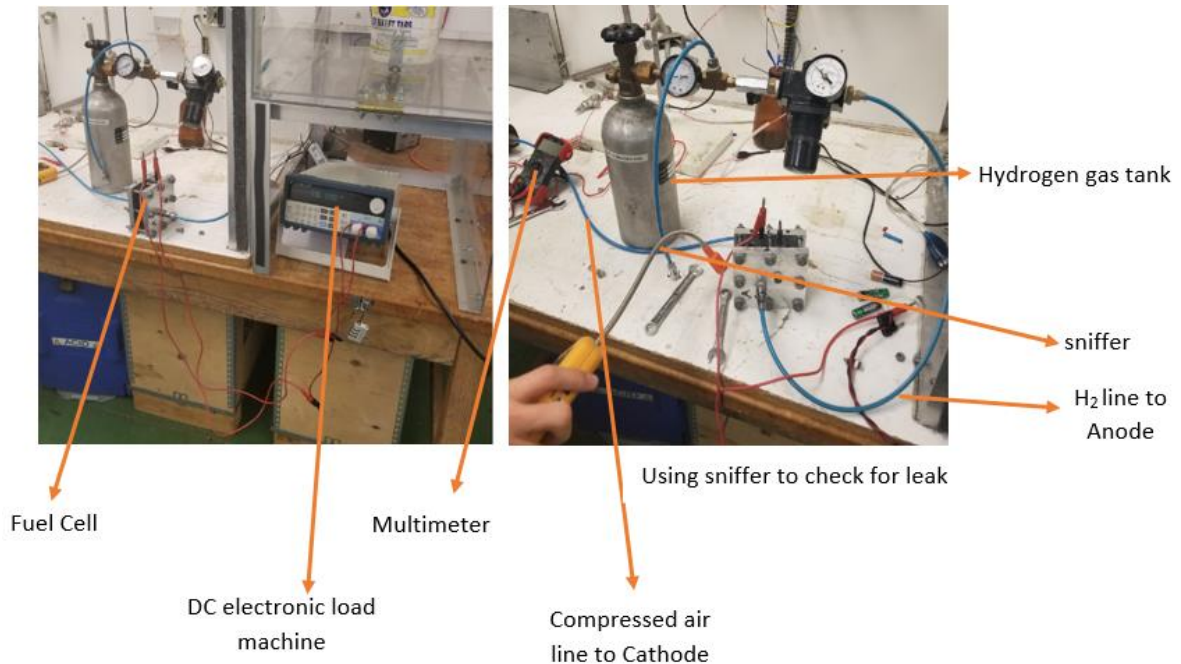 Hydrogen gas tank
sniffer
H₂ line to
Anode
Using sniffer to check for leak
Fuel Cell
Multimeter
DC electronic load
machine
Compressed air
line to Cathode
ACID